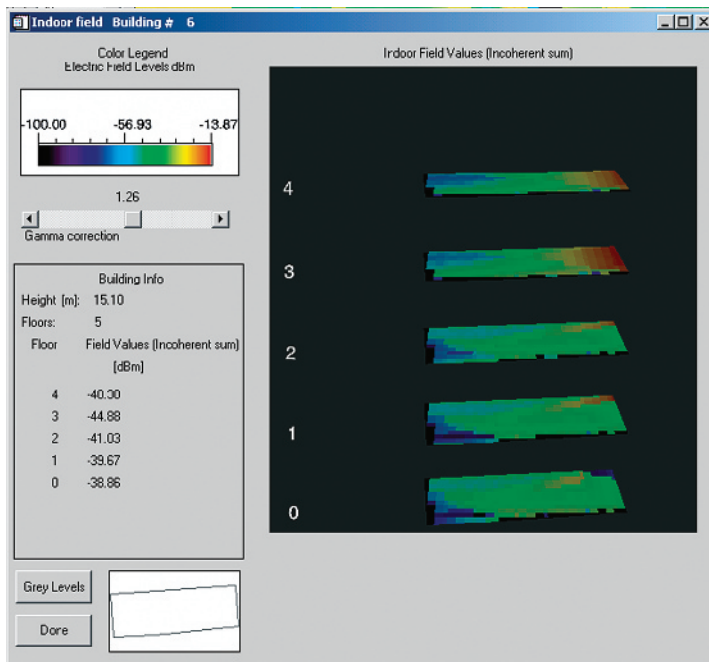 Indoor field Building # 6
Color Legend
Electric Field Levels dBm
-100.00 -56.93 -13.87
1.26
Gamma correction
Building Info
Height [m]: 15.10
Floors: 5
Floor Field Values (Incoherent sum)
[dBm]
4 -40.30
3 -44.88
2 -41.03
1 -39.67
0 -38.86
Grey Levels
Dore
Irdoor Field Values (Incoherent sum)
4
3
2
1
0